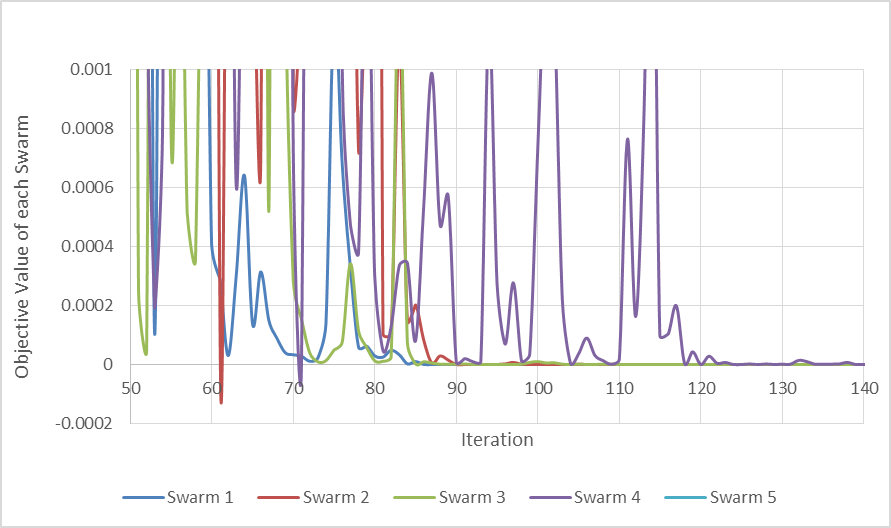 0.001
0.0008
0.0006
0.0004
0.0002
0
-0.0002
Objective Value of each Swarm
50 60 70 80 90 100 110 120 130 140
Iteration
Swarm 1 Swarm 2 Swarm 3 Swarm 4 Swarm 5